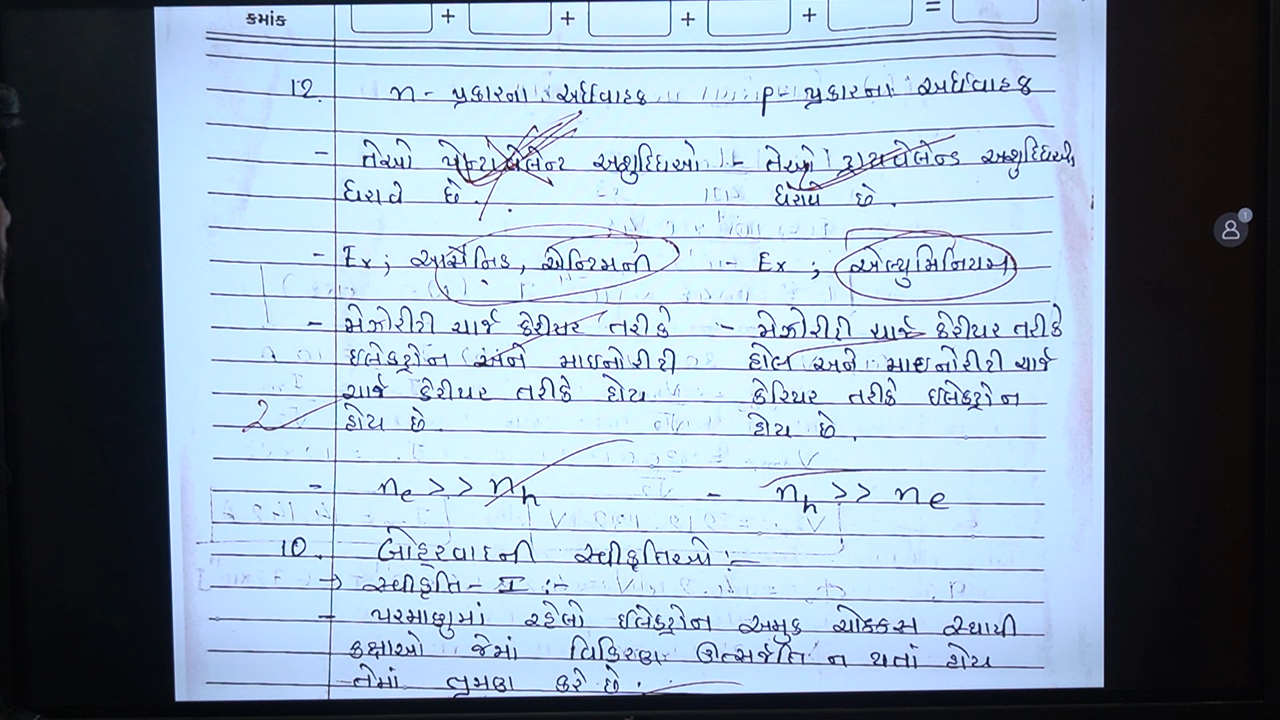 ક્રમાંક + + + + =
12. n - પ્રકારના અર્ધવાહક p - પ્રકારના અર્ધવાહક
- તેઓ પેન્ટાવેલેન્ટ અશુદ્ધિઓ - તેઓ ટ્રાયવેલેન્ડ અશુદ્ધિઓ
ધરાવે છે. ધરાવે છે.
- Ex; આર્સેનિક, એન્ટિમની - Ex; એલ્યુમિનિયમ
- મેજોરીટી ચાર્જ કેરીયર તરીકે - મેજોરીટી ચાર્જ કેરીયર તરીકે
ઇલેક્ટ્રોન અને માઇનોરીટી હોલ અને માઇનોરીટી ચાર્જ
ચાર્જ કેરીયર તરીકે હોય કેરિયર તરીકે ઇલેક્ટ્રોન
2 હોય છે. હોય છે.
- ne >> nh - nh >> ne
10. બોહરવાદની સ્વીકૃતિઓ :-
→ સ્વીકૃતિ - I :-
- પરમાણુમાં રહેલો ઇલેક્ટ્રોન અમુક ચોક્કસ સ્થાયી
કક્ષાઓ જેમાં વિકિરણ ઉત્સર્જીત ન થતાં હોય
તેમાં ભ્રમણ કરે છે.
1